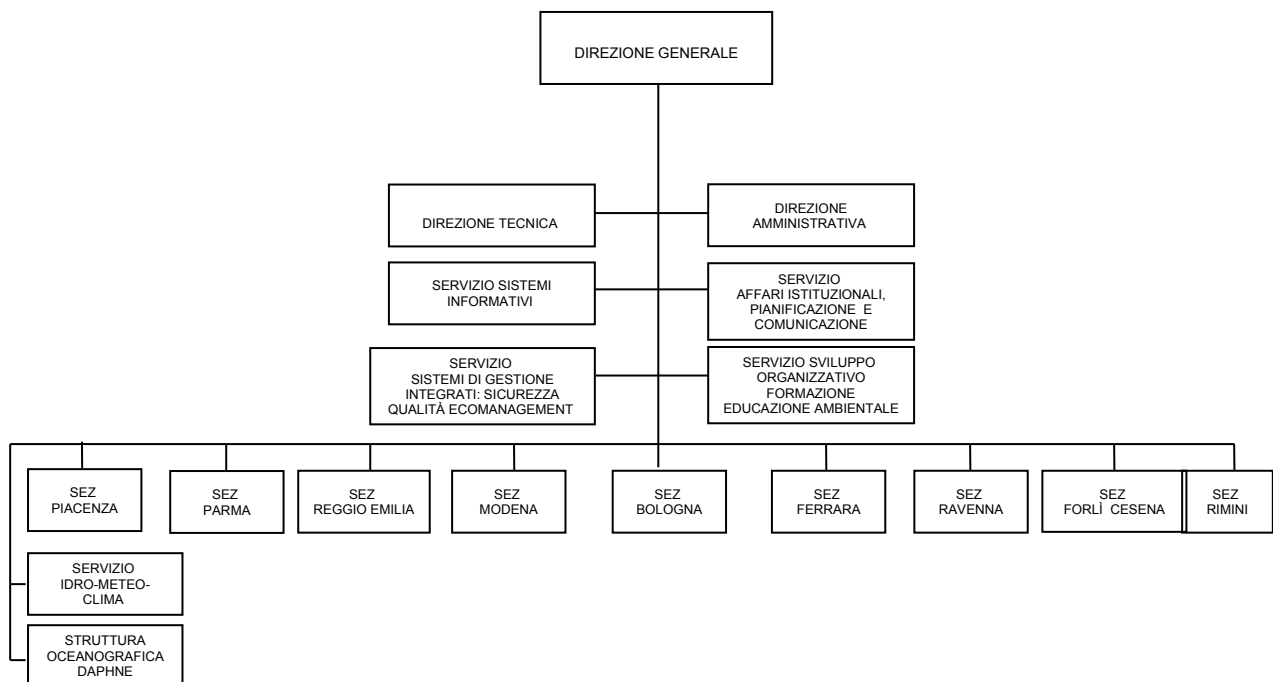 DIREZIONE GENERALE
DIREZIONE TECNICA
DIREZIONE
AMMINISTRATIVA
SERVIZIO SISTEMI
INFORMATIVI
SERVIZIO
AFFARI ISTITUZIONALI,
PIANIFICAZIONE E
COMUNICAZIONE
SERVIZIO
SISTEMI DI GESTIONE
INTEGRATI: SICUREZZA
QUALITÀ ECOMANAGEMENT
SERVIZIO SVILUPPO
ORGANIZZATIVO
FORMAZIONE
EDUCAZIONE AMBIENTALE
SEZ
PIACENZA
SEZ
PARMA
SEZ
REGGIO EMILIA
SEZ
MODENA
SEZ
BOLOGNA
SEZ
FERRARA
SEZ
RAVENNA
SEZ
FORLÌ CESENA
SEZ
RIMINI
SERVIZIO
IDRO-METEO-
CLIMA
STRUTTURA
OCEANOGRAFICA
DAPHNE